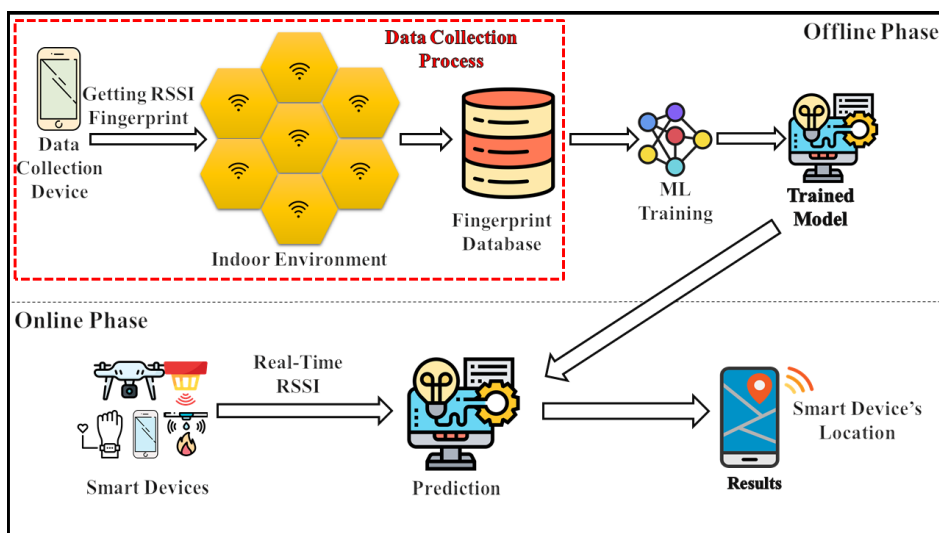 Data Collection
Process
Offline Phase
Getting RSSI
Fingerprint
Data
Collection
Device
Indoor Environment
Fingerprint
Database
ML
Training
Trained
Model
Online Phase
Real-Time
RSSI
Smart Devices
Prediction
Smart Device's
Location
Results